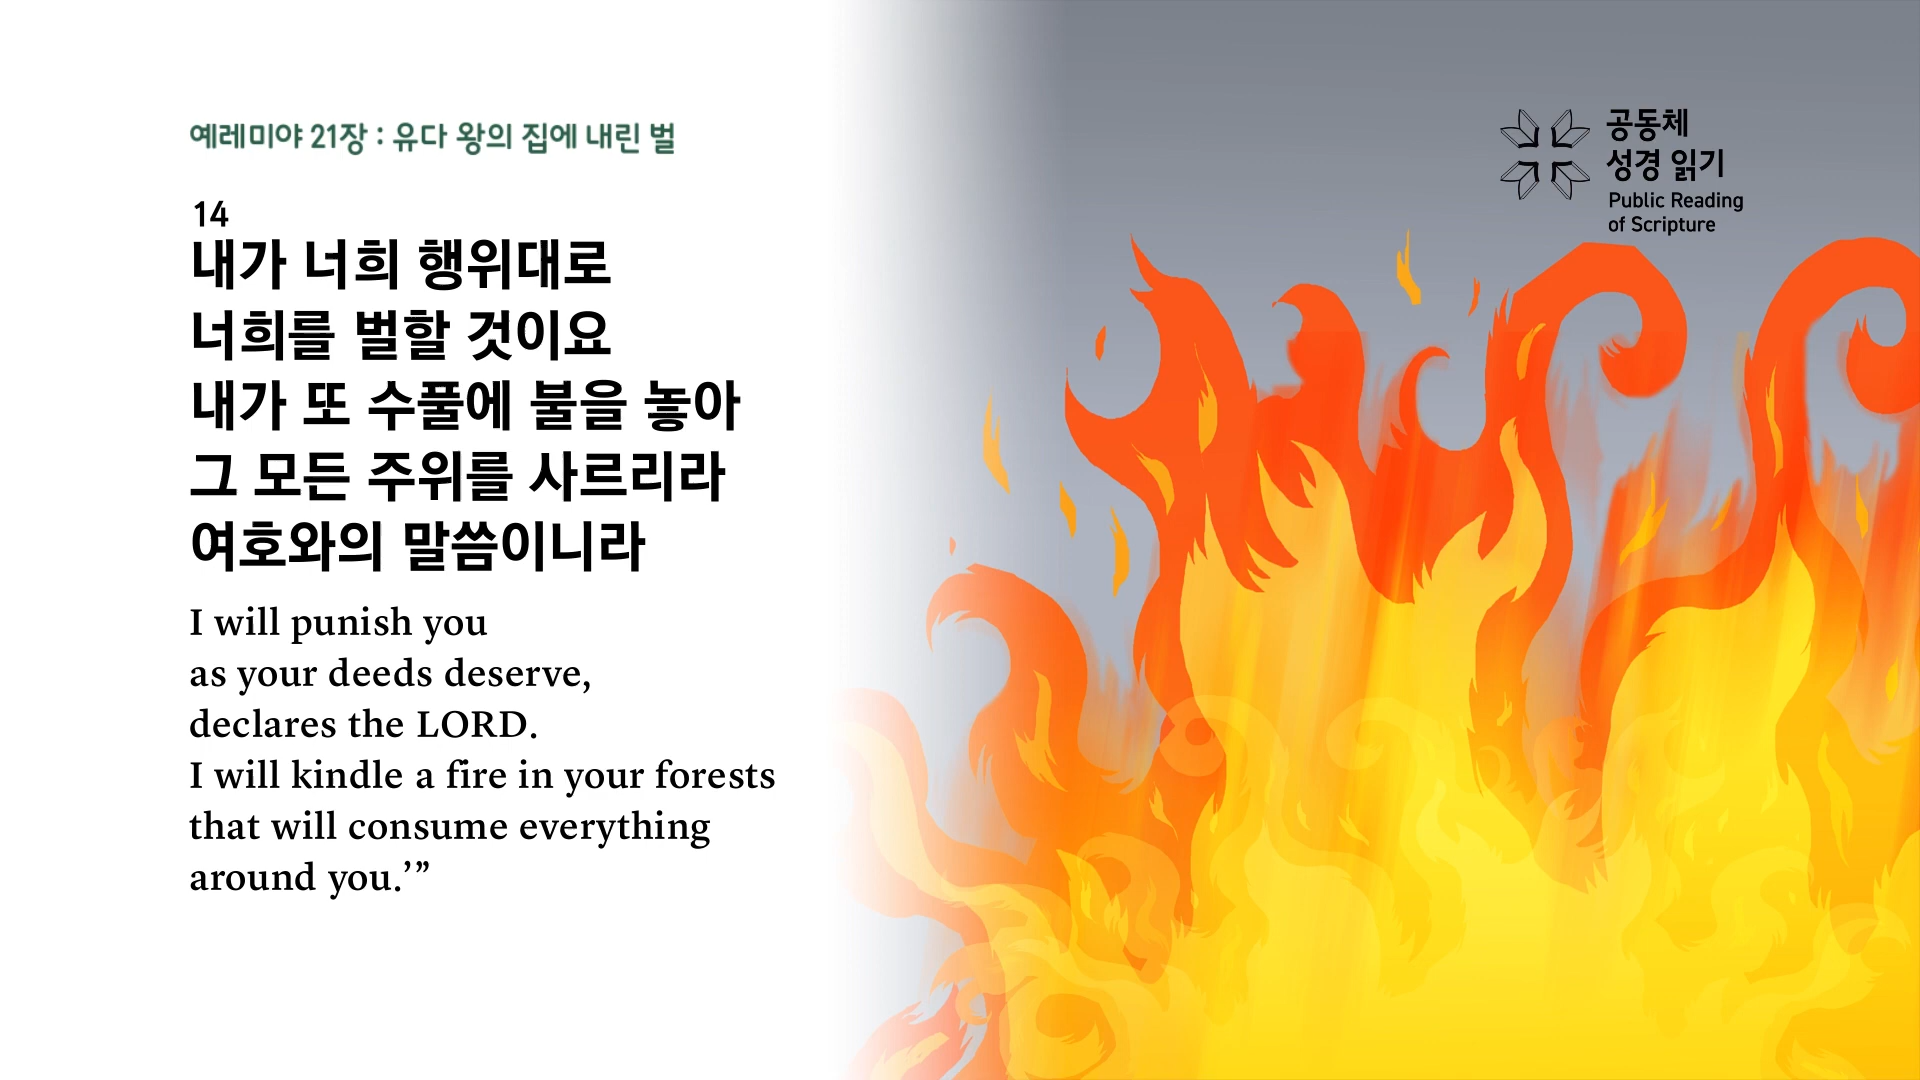 예레미야 21장 : 유다 왕의 집에 내린 벌
14
내가 너희 행위대로
너희를 벌할 것이요
내가 또 수풀에 불을 놓아
그 모든 주위를 사르리라
여호와의 말씀이니라
I will punish you
as your deeds deserve,
declares the LORD.
I will kindle a fire in your forests
that will consume everything
around you.’”
공동체
성경 읽기
Public Reading
of Scripture